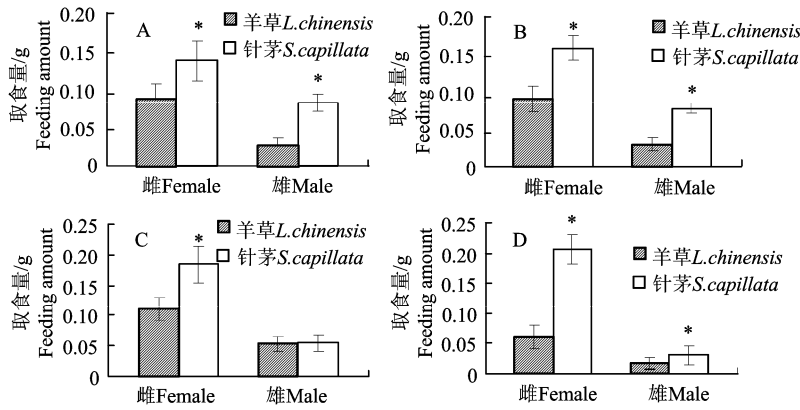 取食量/g
Feeding amount
0.20
0.15
0.10
0.05
0
A
羊草L.chinensis
针茅S.capillata
*
*
雌Female
雄Male
取食量/g
Feeding amount
0.20
0.15
0.10
0.05
0
B
羊草L.chinensis
针茅S.capillata
*
*
雌Female
雄Male
取食量/g
Feeding amount
0.25
0.20
0.15
0.10
0.05
0
C
羊草L.chinensis
针茅S.capillata
*
雌Female
雄Male
取食量/g
Feeding amount
0.25
0.20
0.15
0.10
0.05
0
D
羊草L.chinensis
针茅S.capillata
*
*
雌Female
雄Male